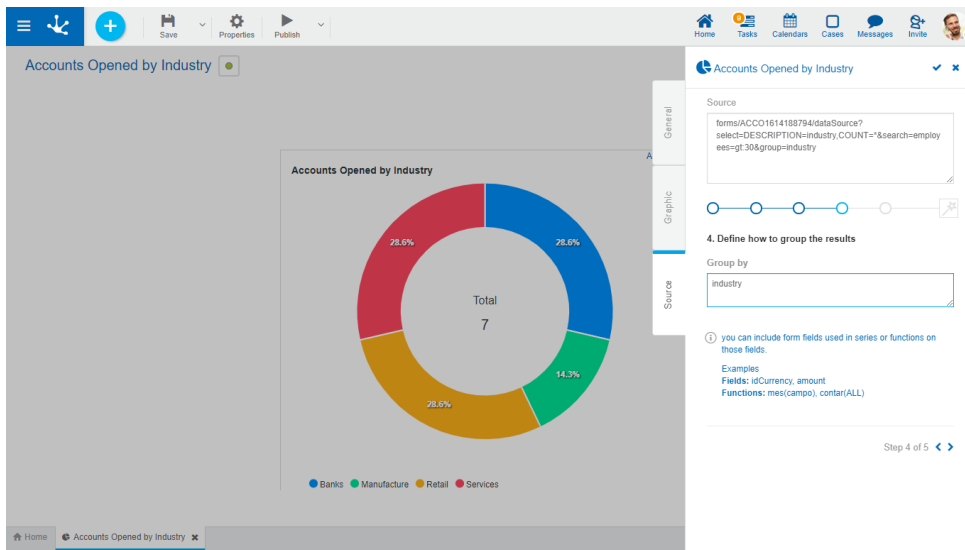 Save
Properties
Publish
Home
9
Tasks
Calendars
Cases
Messages
Invite
Accounts Opened by Industry
A
Accounts Opened by Industry
28.6%
28.6%
Total
7
14.3%
28.6%
Banks
Manufacture
Retail
Services
General
Graphic
Source
Accounts Opened by Industry
Source
forms/ACCO1614188794/dataSource?
select=DESCRIPTION=industry,COUNT=*&search=employ
ees=gt:30&group=industry
4. Define how to group the results
Group by
industry
you can include form fields used in series or functions on
those fields.
Examples
Fields: idCurrency, amount
Functions: mes(campo), contar(ALL)
Step 4 of 5
Home
Accounts Opened by Industry